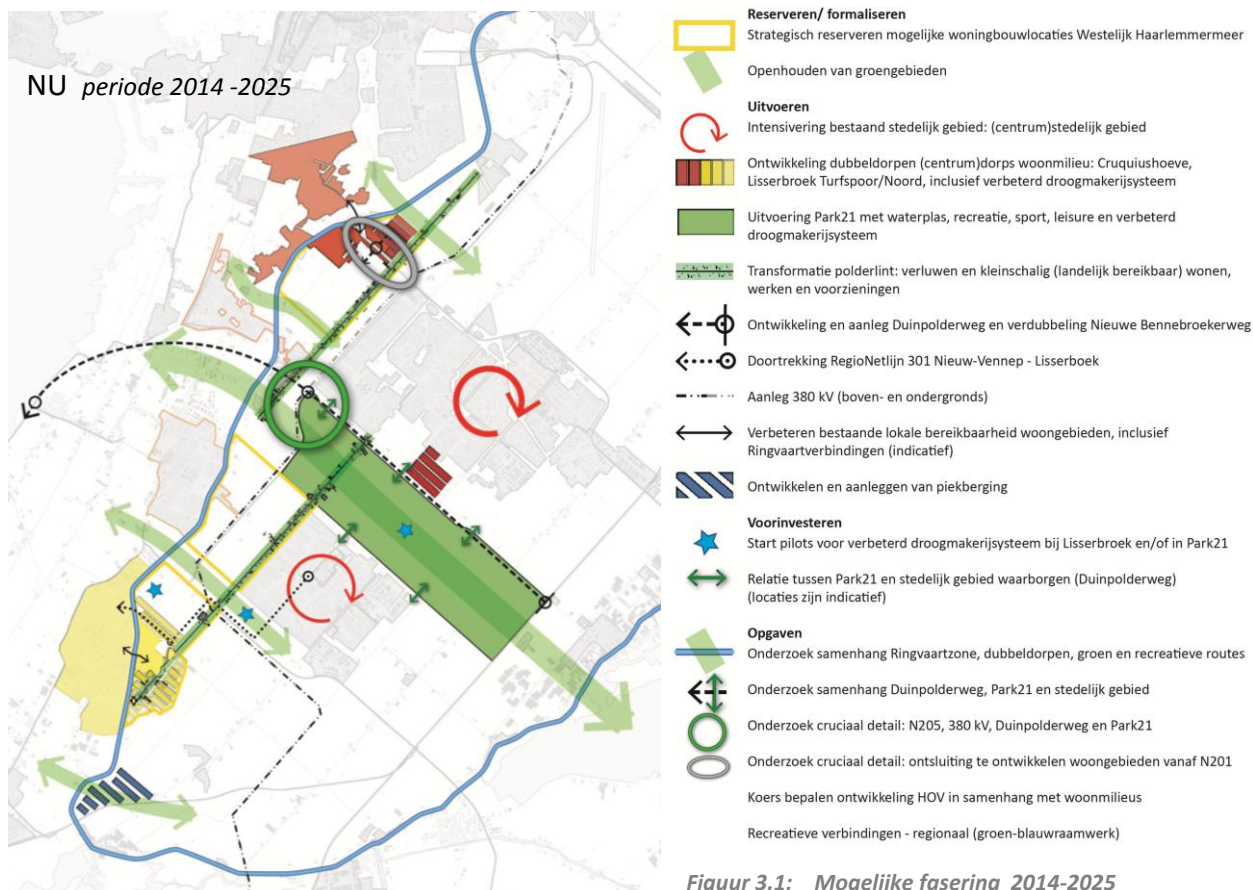 NU periode 2014 -2025
Reserveren/ formaliseren
Strategisch reserveren mogelijke woningbouwlocaties Westelijk Haarlemmermeer
Openhouden van groengebieden
Uitvoeren
Intensivering bestaand stedelijk gebied: (centrum)stedelijk gebied
Ontwikkeling dubbeldorpen (centrum)dorps woonmilieu: Cruquiushoeve,
Lisserbroek Turfspoor/Noord, inclusief verbeterd droogmakerijsysteem
Uitvoering Park21 met waterplas, recreatie, sport, leisure en verbeterd
droogmakerijsysteem
Transformatie polderlint: verluwen en kleinschalig (landelijk bereikbaar) wonen,
werken en voorzieningen
Ontwikkeling en aanleg Duinpolderweg en verdubbeling Nieuwe Bennebroekerweg
Doortrekking RegioNetlijn 301 Nieuw-Vennep - Lisserboek
Aanleg 380 kV (boven- en ondergronds)
Verbeteren bestaande lokale bereikbaarheid woongebieden, inclusief
Ringvaartverbindingen (indicatief)
Ontwikkelen en aanleggen van piekberging
Voorinvesteren
Start pilots voor verbeterd droogmakerijsysteem bij Lisserbroek en/of in Park21
Relatie tussen Park21 en stedelijk gebied waarborgen (Duinpolderweg)
(locaties zijn indicatief)
Opgaven
Onderzoek samenhang Ringvaartzone, dubbeldorpen, groen en recreatieve routes
Onderzoek samenhang Duinpolderweg, Park21 en stedelijk gebied
Onderzoek cruciaal detail: N205, 380 kV, Duinpolderweg en Park21
Onderzoek cruciaal detail: ontsluiting te ontwikkelen woongebieden vanaf N201
Koers bepalen ontwikkeling HOV in samenhang met woonmilieus
Recreatieve verbindingen - regionaal (groen-blauwraamwerk)
Figuur 3.1: Mogelijke fasering 2014-2025